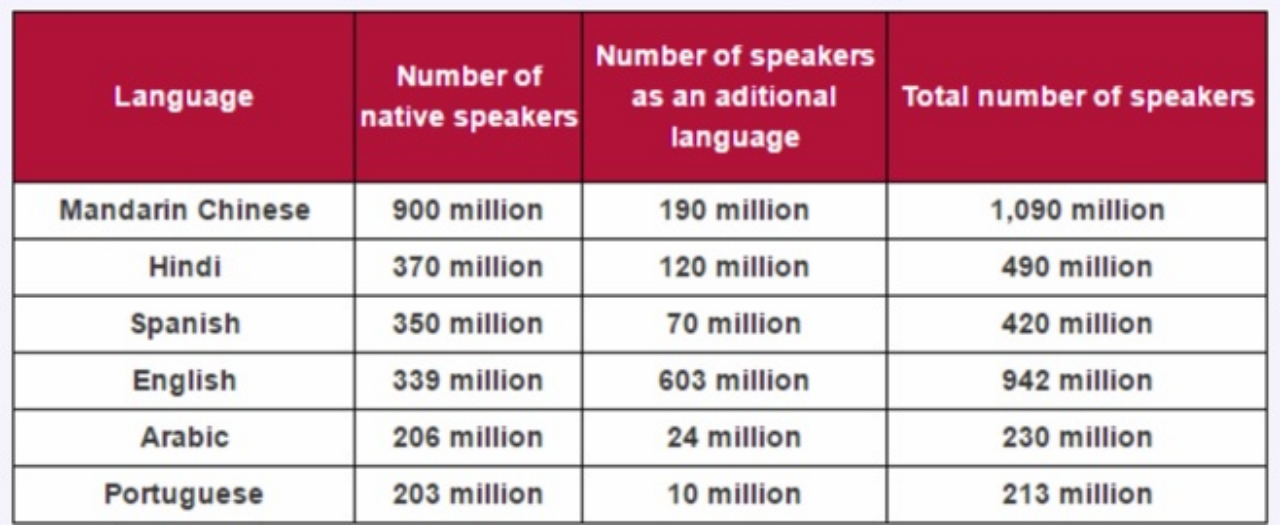 Language
Number of
native speakers
Number of speakers
as an aditional
language
Total number of speakers
Mandarin Chinese 900 million 190 million 1,090 million
Hindi 370 million 120 million 490 million
Spanish 350 million 70 million 420 million
English 339 million 603 million 942 million
Arabic 206 million 24 million 230 million
Portuguese 203 million 10 million 213 million